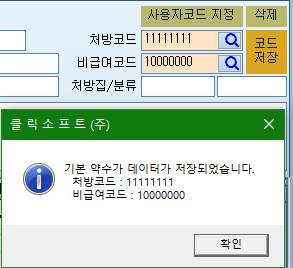 사용자코드 지정 삭제
처방코드 11111111 코드
저장
비급여코드 10000000
처방집/분류
클릭소프트(주)
기본 약수가 데이터가 저장되었습니다.
처방코드 : 11111111
비급여코드 : 10000000
확인